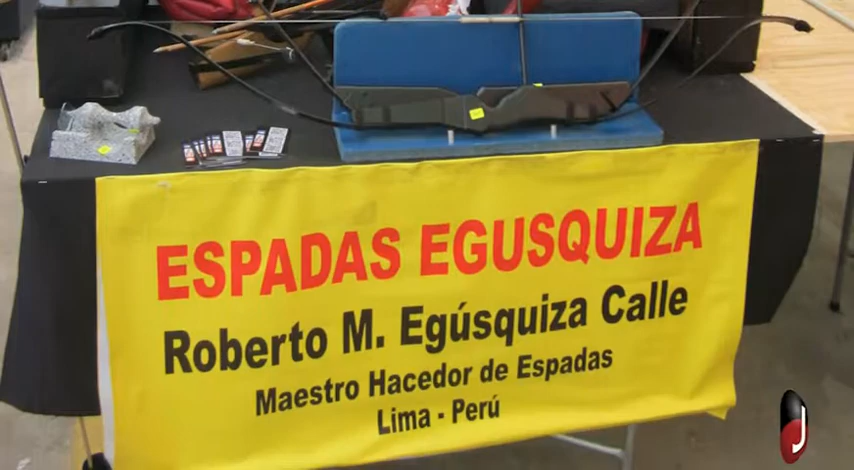 ESPADAS EGUSQUIZA
Roberto M. Egúsquiza Calle
Maestro Hacedor de Espadas
Lima - Perú
J